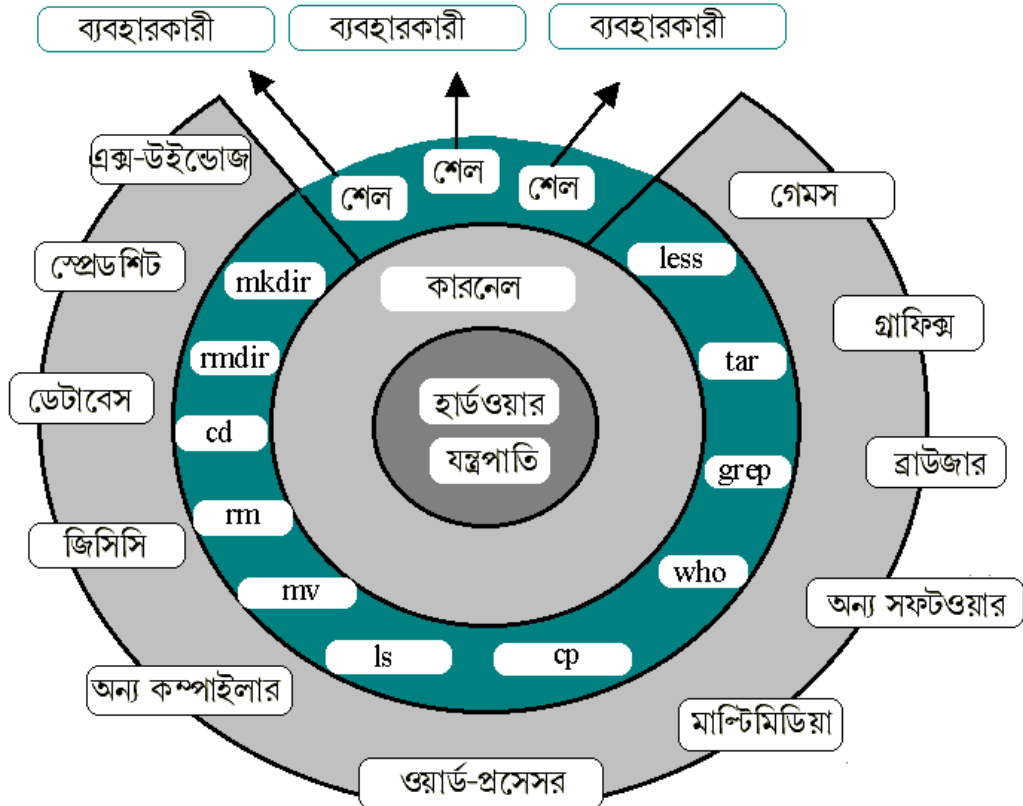 ব্যবহারকারী
ব্যবহারকারী
ব্যবহারকারী
এক্স-উইন্ডোজ
শেল
শেল
শেল
গেমস
স্প্রেডশিট
mkdir
কারনেল
less
গ্রাফিক্স
rmdir
tar
ডেটাবেস
cd
হার্ডওয়ার
যন্ত্রপাতি
grep
ব্রাউজার
জিসিসি
rm
who
mv
অন্য সফটওয়ার
ls
cp
অন্য কম্পাইলার
মাল্টিমিডিয়া
ওয়ার্ড-প্রসেসর